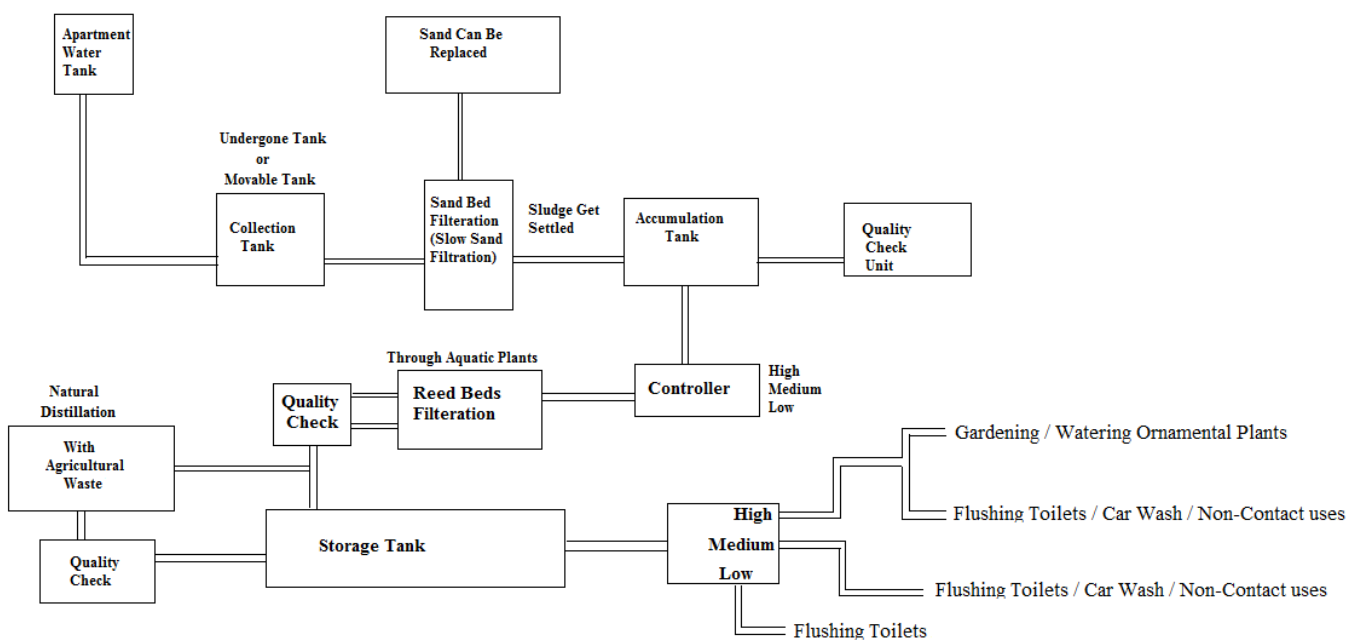 Apartment
Water
Tank
Sand Can Be
Replaced
Undergone Tank
or
Movable Tank
Collection
Tank
Sand Bed
Filteration
(Slow Sand
Filtration)
Sludge Get
Settled
Accumulation
Tank
Quality
Check
Unit
Through Aquatic Plants
Reed Beds
Filteration
Controller
High
Medium
Low
Quality
Check
Natural
Distillation
With
Agricultural
Waste
Quality
Check
Storage Tank
High
Medium
Low
Gardening / Watering Ornamental Plants
Flushing Toilets / Car Wash / Non-Contact uses
Flushing Toilets / Car Wash / Non-Contact uses
Flushing Toilets